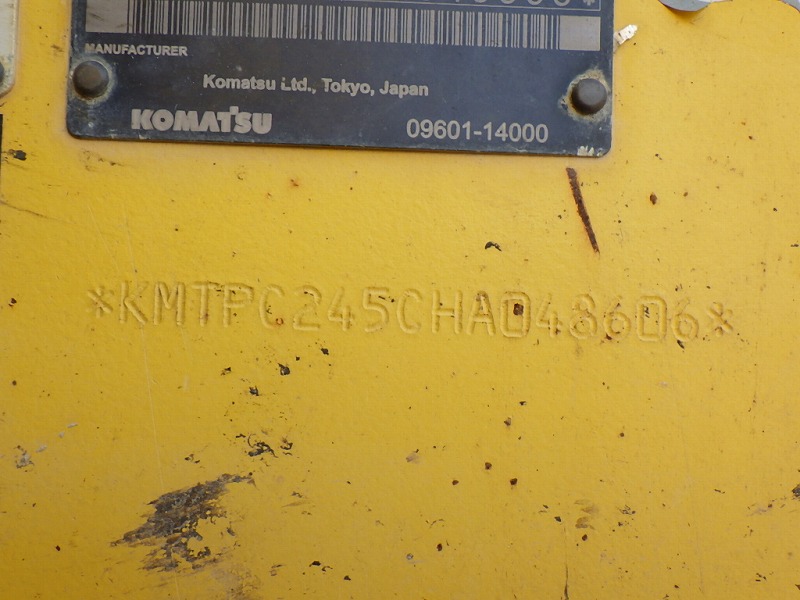 MANUFACTURER
Komatsu Ltd., Tokyo, Japan
KOMATSU
09601-14000
*KMTPC245CHA048606*